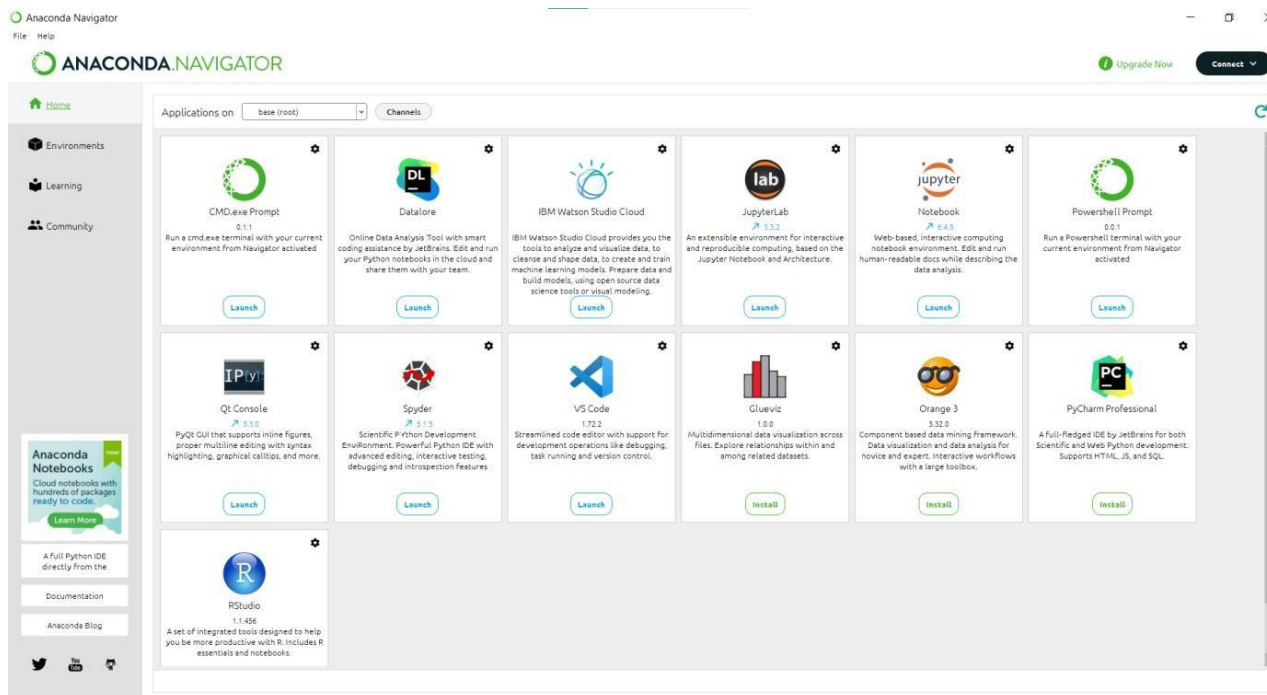 Anaconda Navigator
File Help
ANACONDA.NAVIGATOR
Upgrade Now
Connect
Home
Environments
Learning
Community
Applications on
base (root)
Channels
CMD.exe Prompt
0.1.1
Run a cmd.exe terminal with your current
environment from Navigator activated
Launch
DL
Datalore
Online Data Analysis Tool with smart
coding assistance by JetBrains. Edit and run
your Python notebooks in the cloud and
share them with your team.
Launch
IBM Watson Studio Cloud
IBM Watson Studio Cloud provides you the
tools to analyze and visualize data, to
cleanse and shape data, to create and train
machine learning models. Prepare data and
build models, using open source data
science tools or visual modeling.
Launch
lab
JupyterLab
3.3.2
An extensible environment for interactive
and reproducible computing, based on the
Jupyter Notebook and Architecture.
Launch
jupyter
Notebook
6.4.8
Web-based, interactive computing
notebook environment. Edit and run
human-readable docs while describing the
data analysis.
Launch
Powershell Prompt
0.0.1
Run a Powershell terminal with your
current environment from Navigator
activated
Launch
IP[y]:
Qt Console
5.3.0
PyQt GUI that supports inline figures,
proper multiline editing with syntax
highlighting, graphical calltips, and more.
Launch
Spyder
5.1.5
Scientific Python Development
EnviRonment. Powerful Python IDE with
advanced editing, interactive testing,
debugging and introspection features
Launch
VS Code
1.72.2
Streamlined code editor with support for
development operations like debugging,
task running and version control.
Launch
Glueviz
1.0.0
Multidimensional data visualization across
files. Explore relationships within and
among related datasets.
Install
Orange 3
3.32.0
Component based data mining framework.
Data visualization and data analysis for
novice and expert. Interactive workflows
with a large toolbox.
Install
PC
PyCharm Professional
A full-fledged IDE by JetBrains for both
Scientific and Web Python development.
Supports HTML, JS, and SQL.
Install
R
RStudio
1.1.456
A set of integrated tools designed to help
you be more productive with R. Includes R
essentials and notebooks.
Anaconda
Notebooks
New!
Cloud notebooks with
hundreds of packages
ready to code.
Learn More
A Full Python IDE
directly from the
Documentation
Anaconda Blog
You
Tube